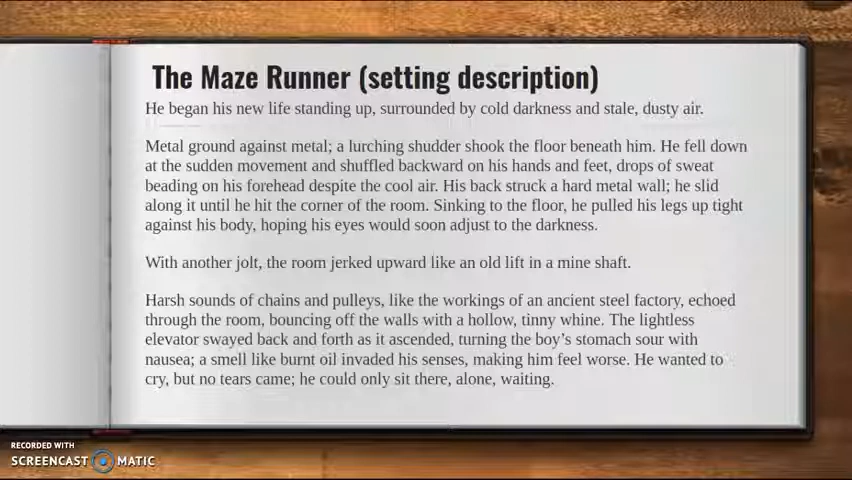 The Maze Runner (setting description)
He began his new life standing up, surrounded by cold darkness and stale, dusty air.
Metal ground against metal; a lurching shudder shook the floor beneath him. He fell down
at the sudden movement and shuffled backward on his hands and feet, drops of sweat
beading on his forehead despite the cool air. His back struck a hard metal wall; he slid
along it until he hit the corner of the room. Sinking to the floor, he pulled his legs up tight
against his body, hoping his eyes would soon adjust to the darkness.
With another jolt, the room jerked upward like an old lift in a mine shaft.
Harsh sounds of chains and pulleys, like the workings of an ancient steel factory, echoed
through the room, bouncing off the walls with a hollow, tinny whine. The lightless
elevator swayed back and forth as it ascended, turning the boy’s stomach sour with
nausea; a smell like burnt oil invaded his senses, making him feel worse. He wanted to
cry, but no tears came; he could only sit there, alone, waiting.
RECORDED WITH
SCREENCAST MATIC